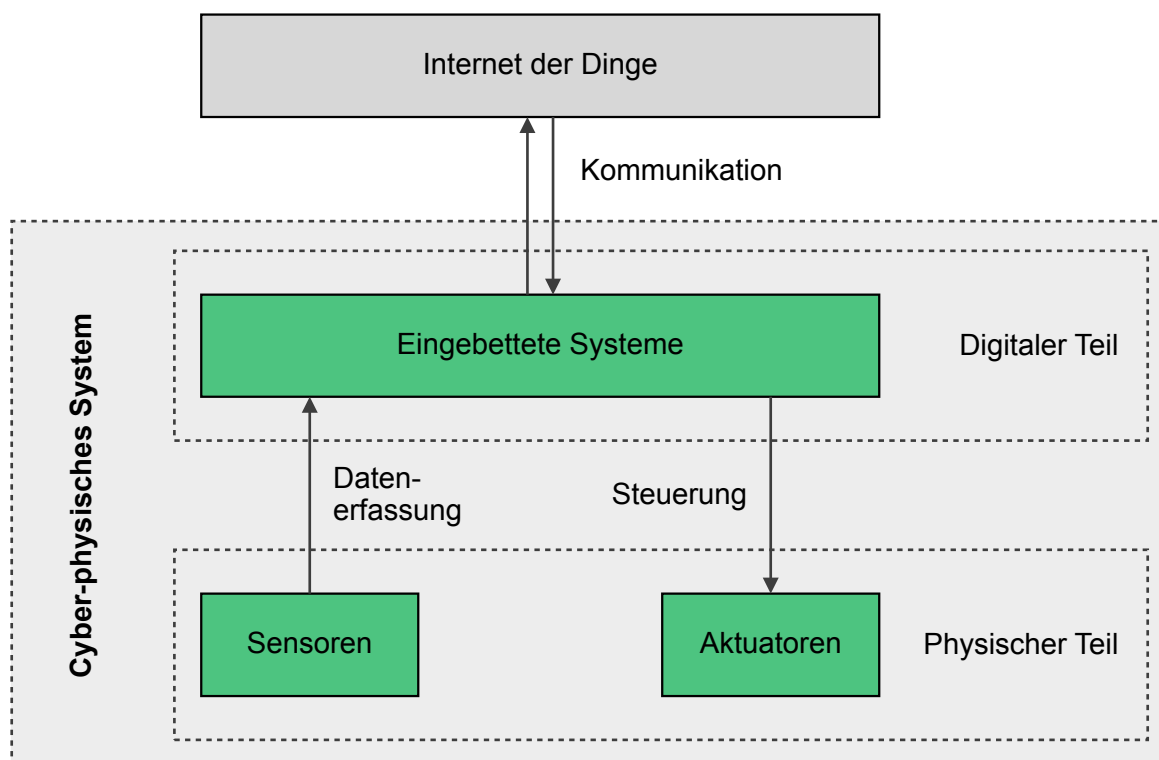 Internet der Dinge
Kommunikation
Eingebettete Systeme
Digitaler Teil
Cyber-physisches System
Daten-
erfassung
Steuerung
Sensoren
Aktuatoren
Physischer Teil